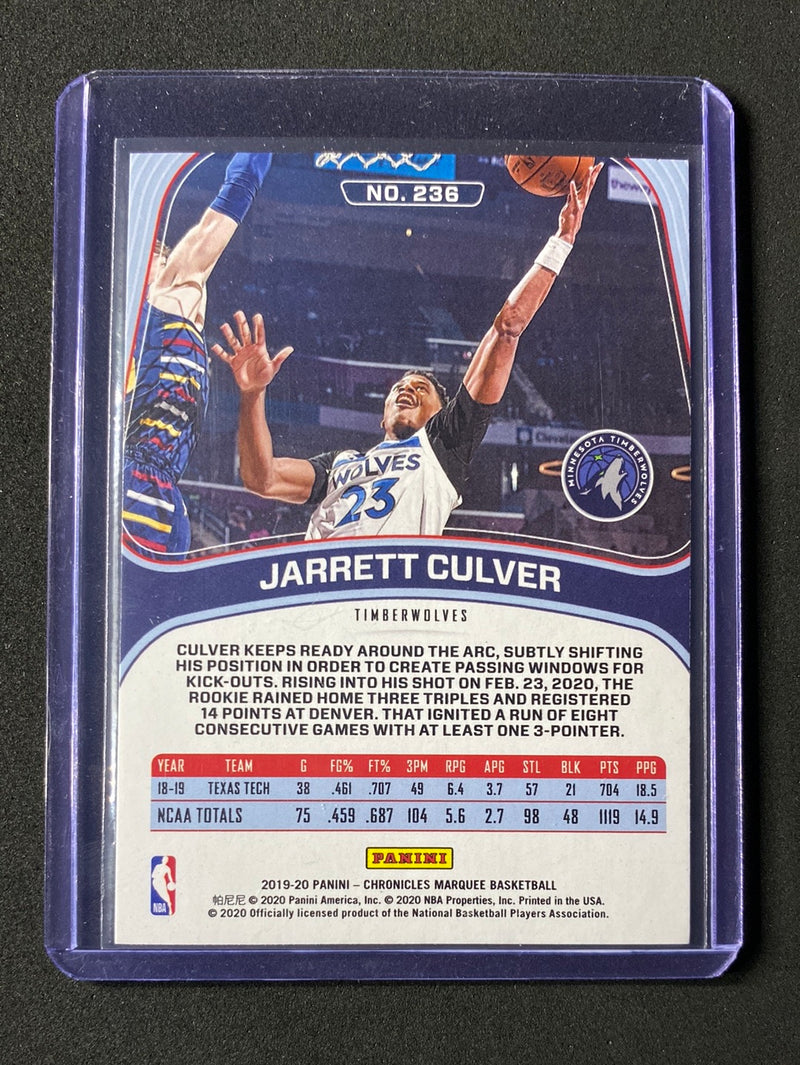 thewa
NO. 236
WOLVES
23
MINNESOTA TIMBERWOLVES
JARRETT CULVER
TIMBERWOLVES
CULVER KEEPS READY AROUND THE ARC, SUBTLY SHIFTING
HIS POSITION IN ORDER TO CREATE PASSING WINDOWS FOR
KICK-OUTS. RISING INTO HIS SHOT ON FEB. 23, 2020, THE
ROOKIE RAINED HOME THREE TRIPLES AND REGISTERED
14 POINTS AT DENVER. THAT IGNITED A RUN OF EIGHT
CONSECUTIVE GAMES WITH AT LEAST ONE 3-POINTER.
YEAR TEAM G FG% FT% 3PM RPG APG STL BLK PTS PPG
18-19 TEXAS TECH 38 .461 .707 49 6.4 3.7 57 21 704 18.5
NCAA TOTALS 75 .459 .687 104 5.6 2.7 98 48 1119 14.9
PANINI
2019-20 PANINI – CHRONICLES MARQUEE BASKETBALL
帕尼尼 © 2020 Panini America, Inc. © 2020 NBA Properties, Inc. Printed in the USA.
© 2020 Officially licensed product of the National Basketball Players Association.
NBA